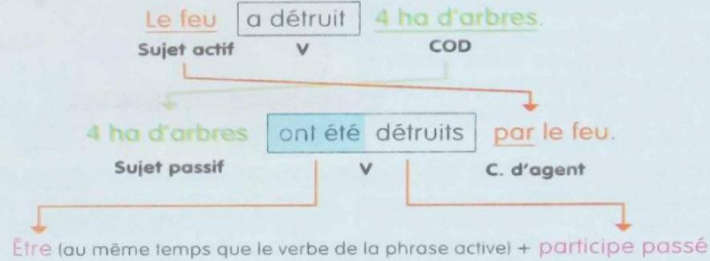 Le feu a détruit 4 ha d'arbres.
Sujet actif V COD
4 ha d'arbres ont été détruits par le feu.
Sujet passif V C. d'agent
Être (au même temps que le verbe de la phrase active) + participe passé